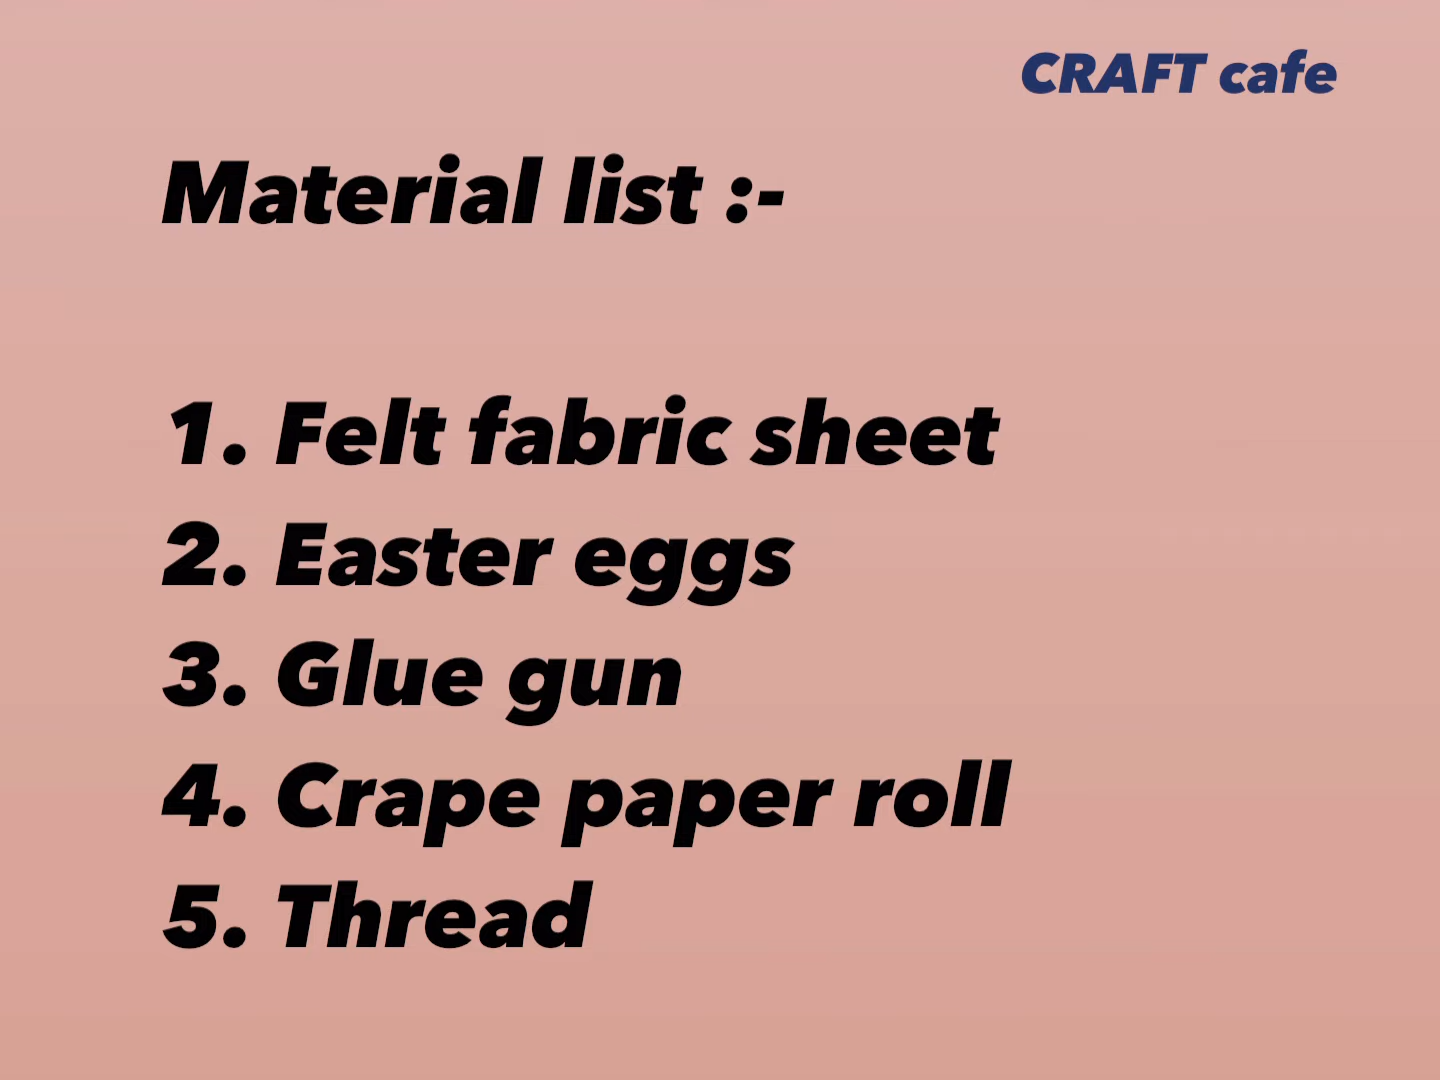 CRAFT cafe
Material list :-
1. Felt fabric sheet
2. Easter eggs
3. Glue gun
4. Crape paper roll
5. Thread